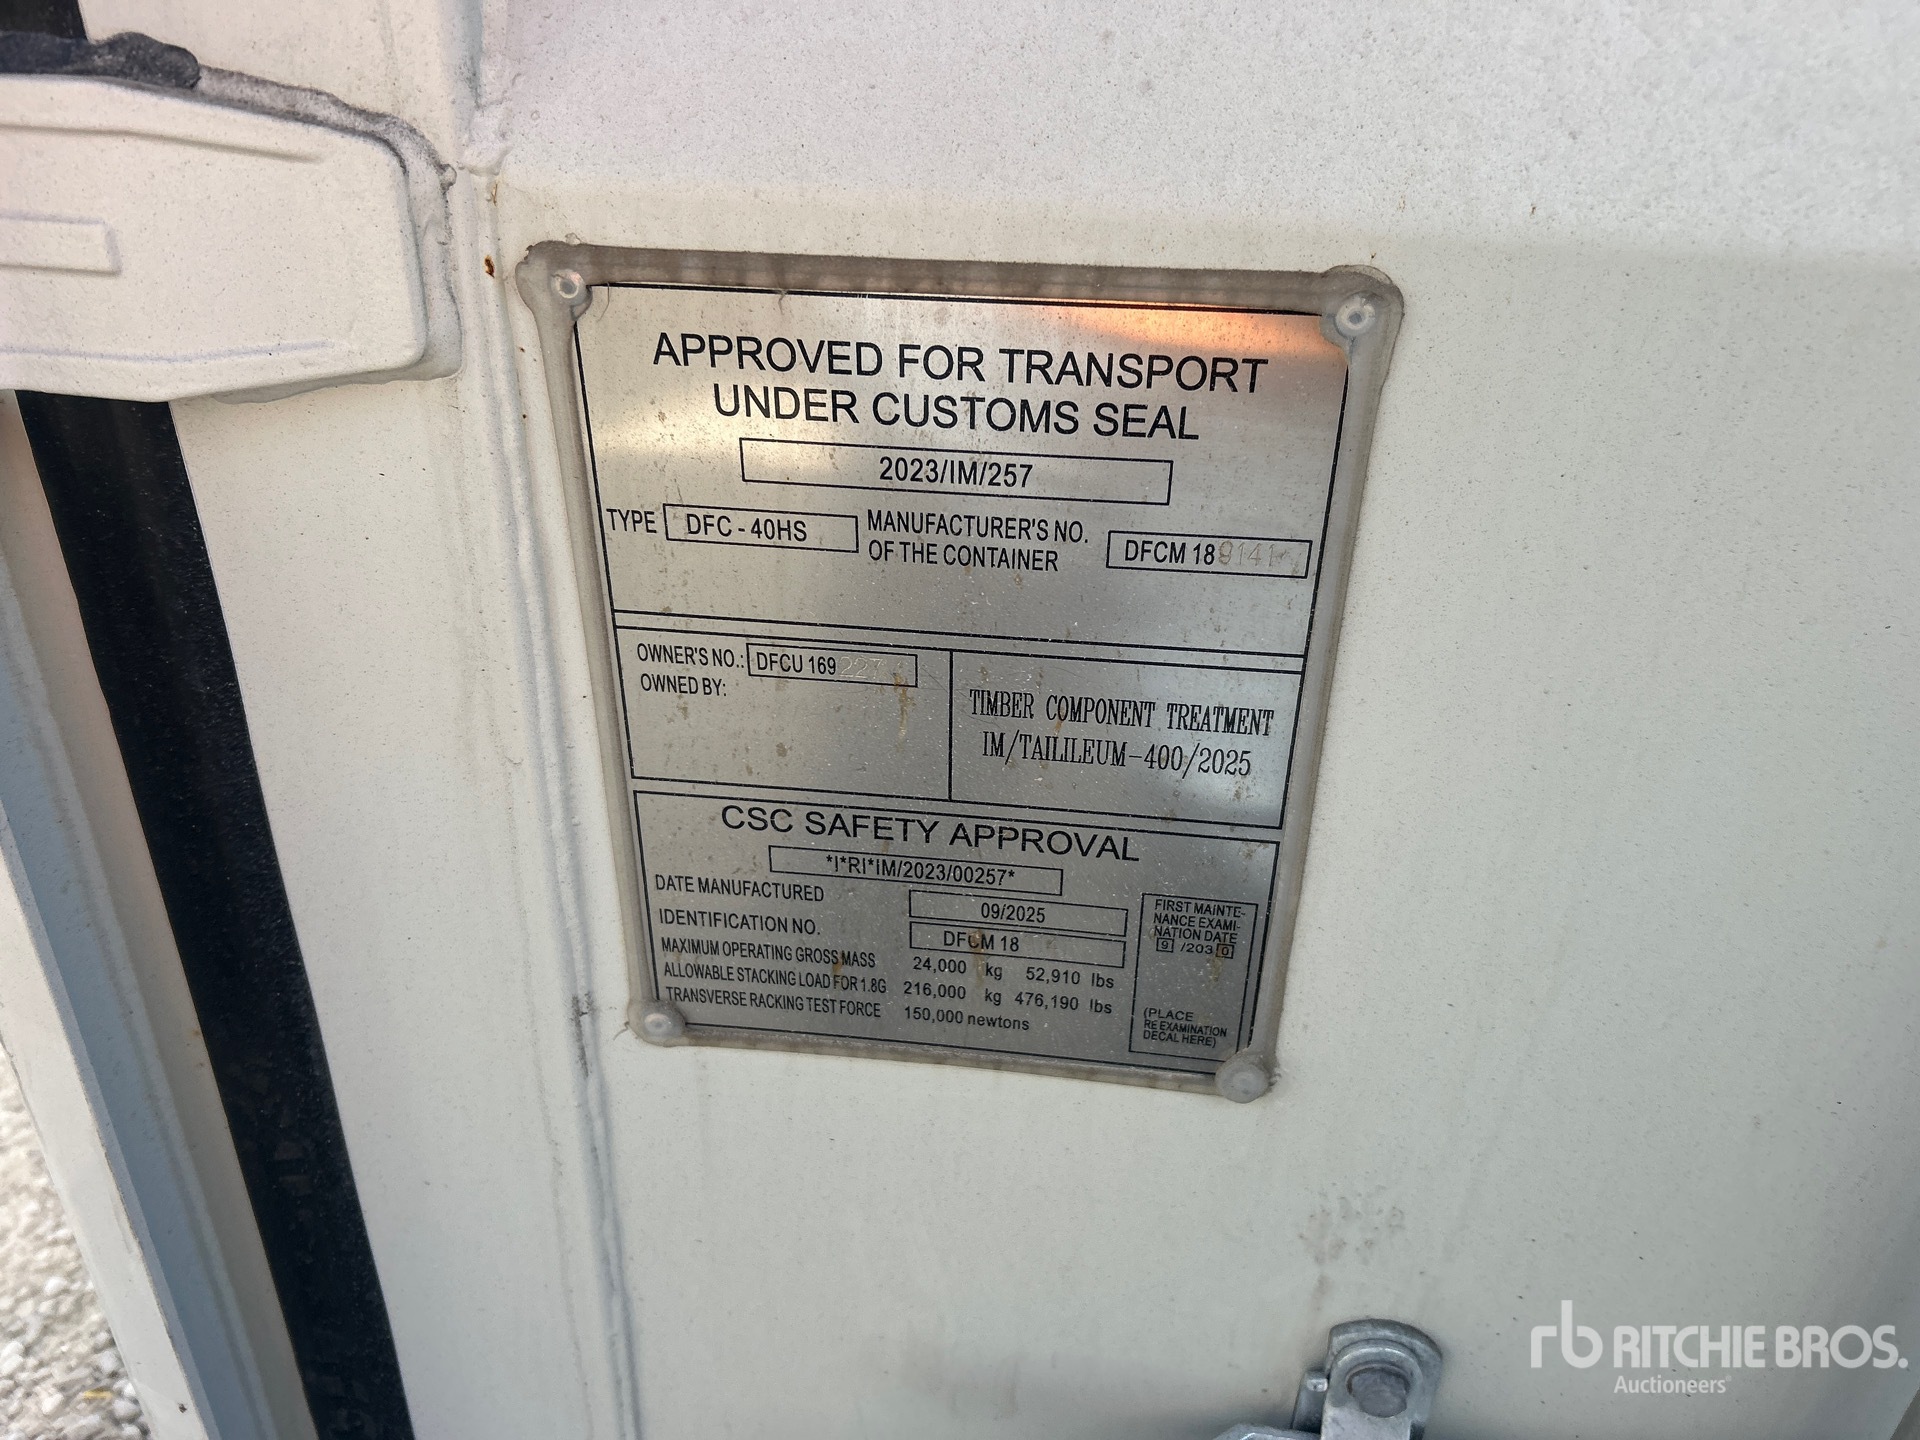 APPROVED FOR TRANSPORT
UNDER CUSTOMS SEAL
2023/IM/257
TYPE DFC - 40HS MANUFACTURER'S NO. OF THE CONTAINER DFCM 18
OWNER'S NO.: DFCU 169227
OWNED BY:
TIMBER COMPONENT TREATMENT
IM/TAILILEUM-400/2025
CSC SAFETY APPROVAL
*I*RI*IM/2023/00257*
DATE MANUFACTURED 09/2025
IDENTIFICATION NO. DFCM 18
MAXIMUM OPERATING GROSS MASS 24,000 kg 52,910 lbs
ALLOWABLE STACKING LOAD FOR 1.8G 216,000 kg 476,190 lbs
TRANSVERSE RACKING TEST FORCE 150,000 newtons
FIRST MAINTE-
NANCE EXAMI-
NATION DATE
9 /203 0
(PLACE
RE EXAMINATION
DECAL HERE)
rb RITCHIE BROS.
Auctioneers